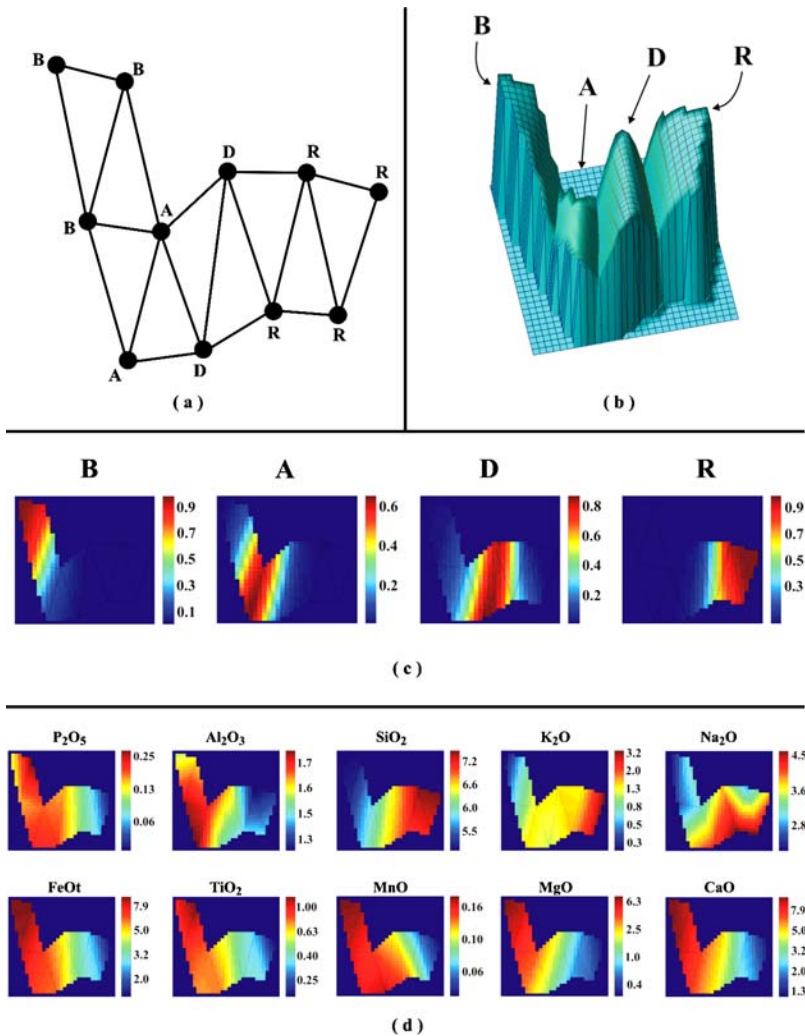 B
B
B
A
D
R
R
A
D
R
R
( a )
B
A
D
R
( b )
B
A
D
R
0.9
0.7
0.5
0.3
0.1
0.6
0.4
0.2
0.8
0.6
0.4
0.2
0.9
0.7
0.5
0.3
( c )
P2O5
Al2O3
SiO2
K2O
Na2O
0.25
0.13
0.06
1.7
1.6
1.5
1.3
7.2
6.0
5.5
3.2
2.0
1.3
0.8
0.3
4.5
3.6
2.8
FeOt
TiO2
MnO
MgO
CaO
7.9
5.0
3.2
2.0
1.00
0.63
0.40
0.25
0.16
0.10
0.06
6.3
2.5
1.0
0.4
7.9
5.0
3.2
2.0
1.3
( d )